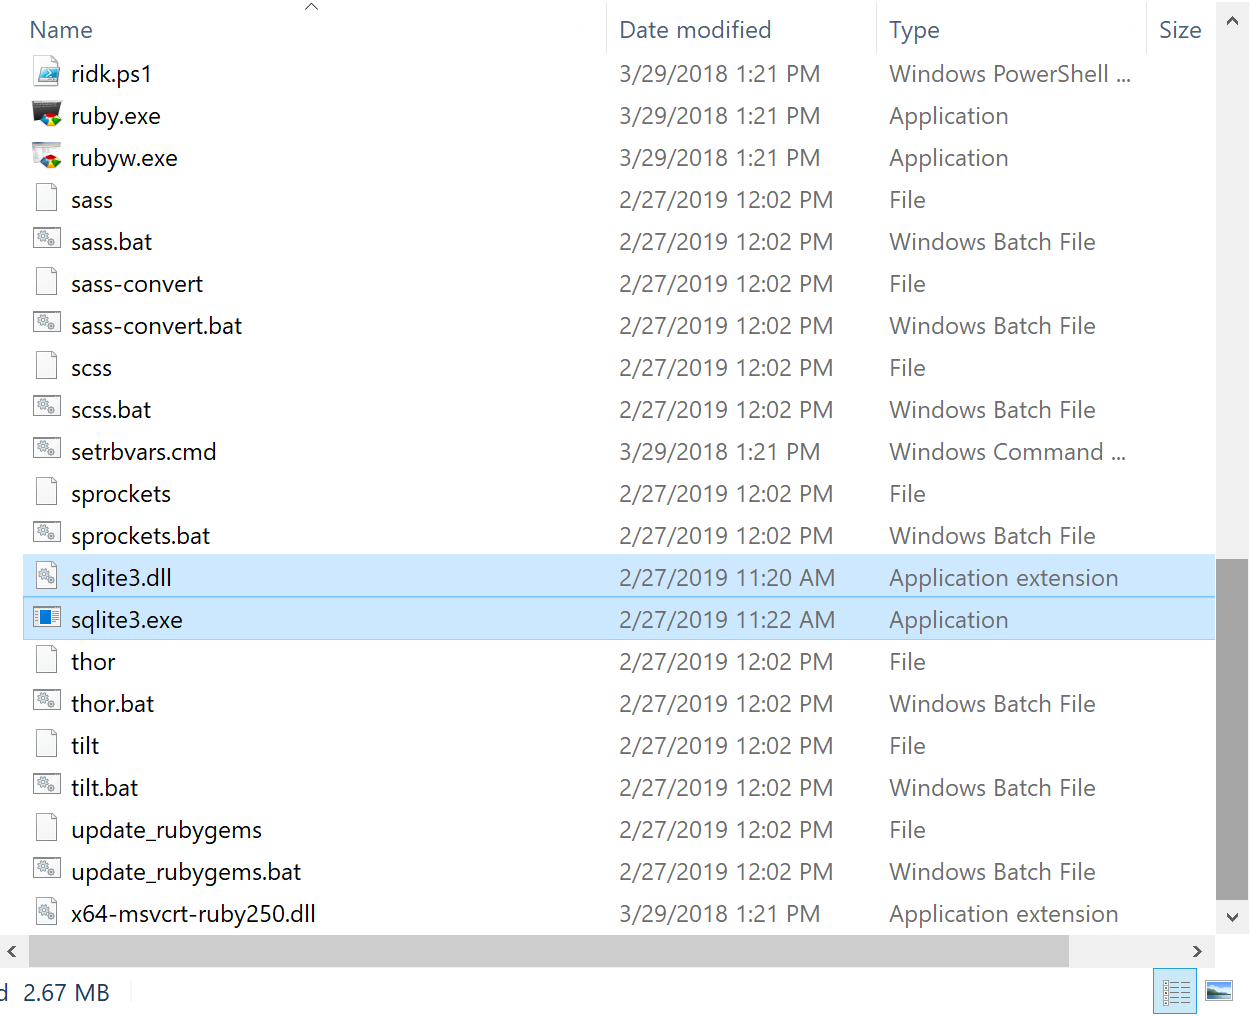 Name Date modified Type Size
ridk.ps1 3/29/2018 1:21 PM Windows PowerShell ...
ruby.exe 3/29/2018 1:21 PM Application
rubyw.exe 3/29/2018 1:21 PM Application
sass 2/27/2019 12:02 PM File
sass.bat 2/27/2019 12:02 PM Windows Batch File
sass-convert 2/27/2019 12:02 PM File
sass-convert.bat 2/27/2019 12:02 PM Windows Batch File
scss 2/27/2019 12:02 PM File
scss.bat 2/27/2019 12:02 PM Windows Batch File
setrbvars.cmd 3/29/2018 1:21 PM Windows Command ...
sprockets 2/27/2019 12:02 PM File
sprockets.bat 2/27/2019 12:02 PM Windows Batch File
sqlite3.dll 2/27/2019 11:20 AM Application extension
sqlite3.exe 2/27/2019 11:22 AM Application
thor 2/27/2019 12:02 PM File
thor.bat 2/27/2019 12:02 PM Windows Batch File
tilt 2/27/2019 12:02 PM File
tilt.bat 2/27/2019 12:02 PM Windows Batch File
update_rubygems 2/27/2019 12:02 PM File
update_rubygems.bat 2/27/2019 12:02 PM Windows Batch File
x64-msvcrt-ruby250.dll 3/29/2018 1:21 PM Application extension
d 2.67 MB